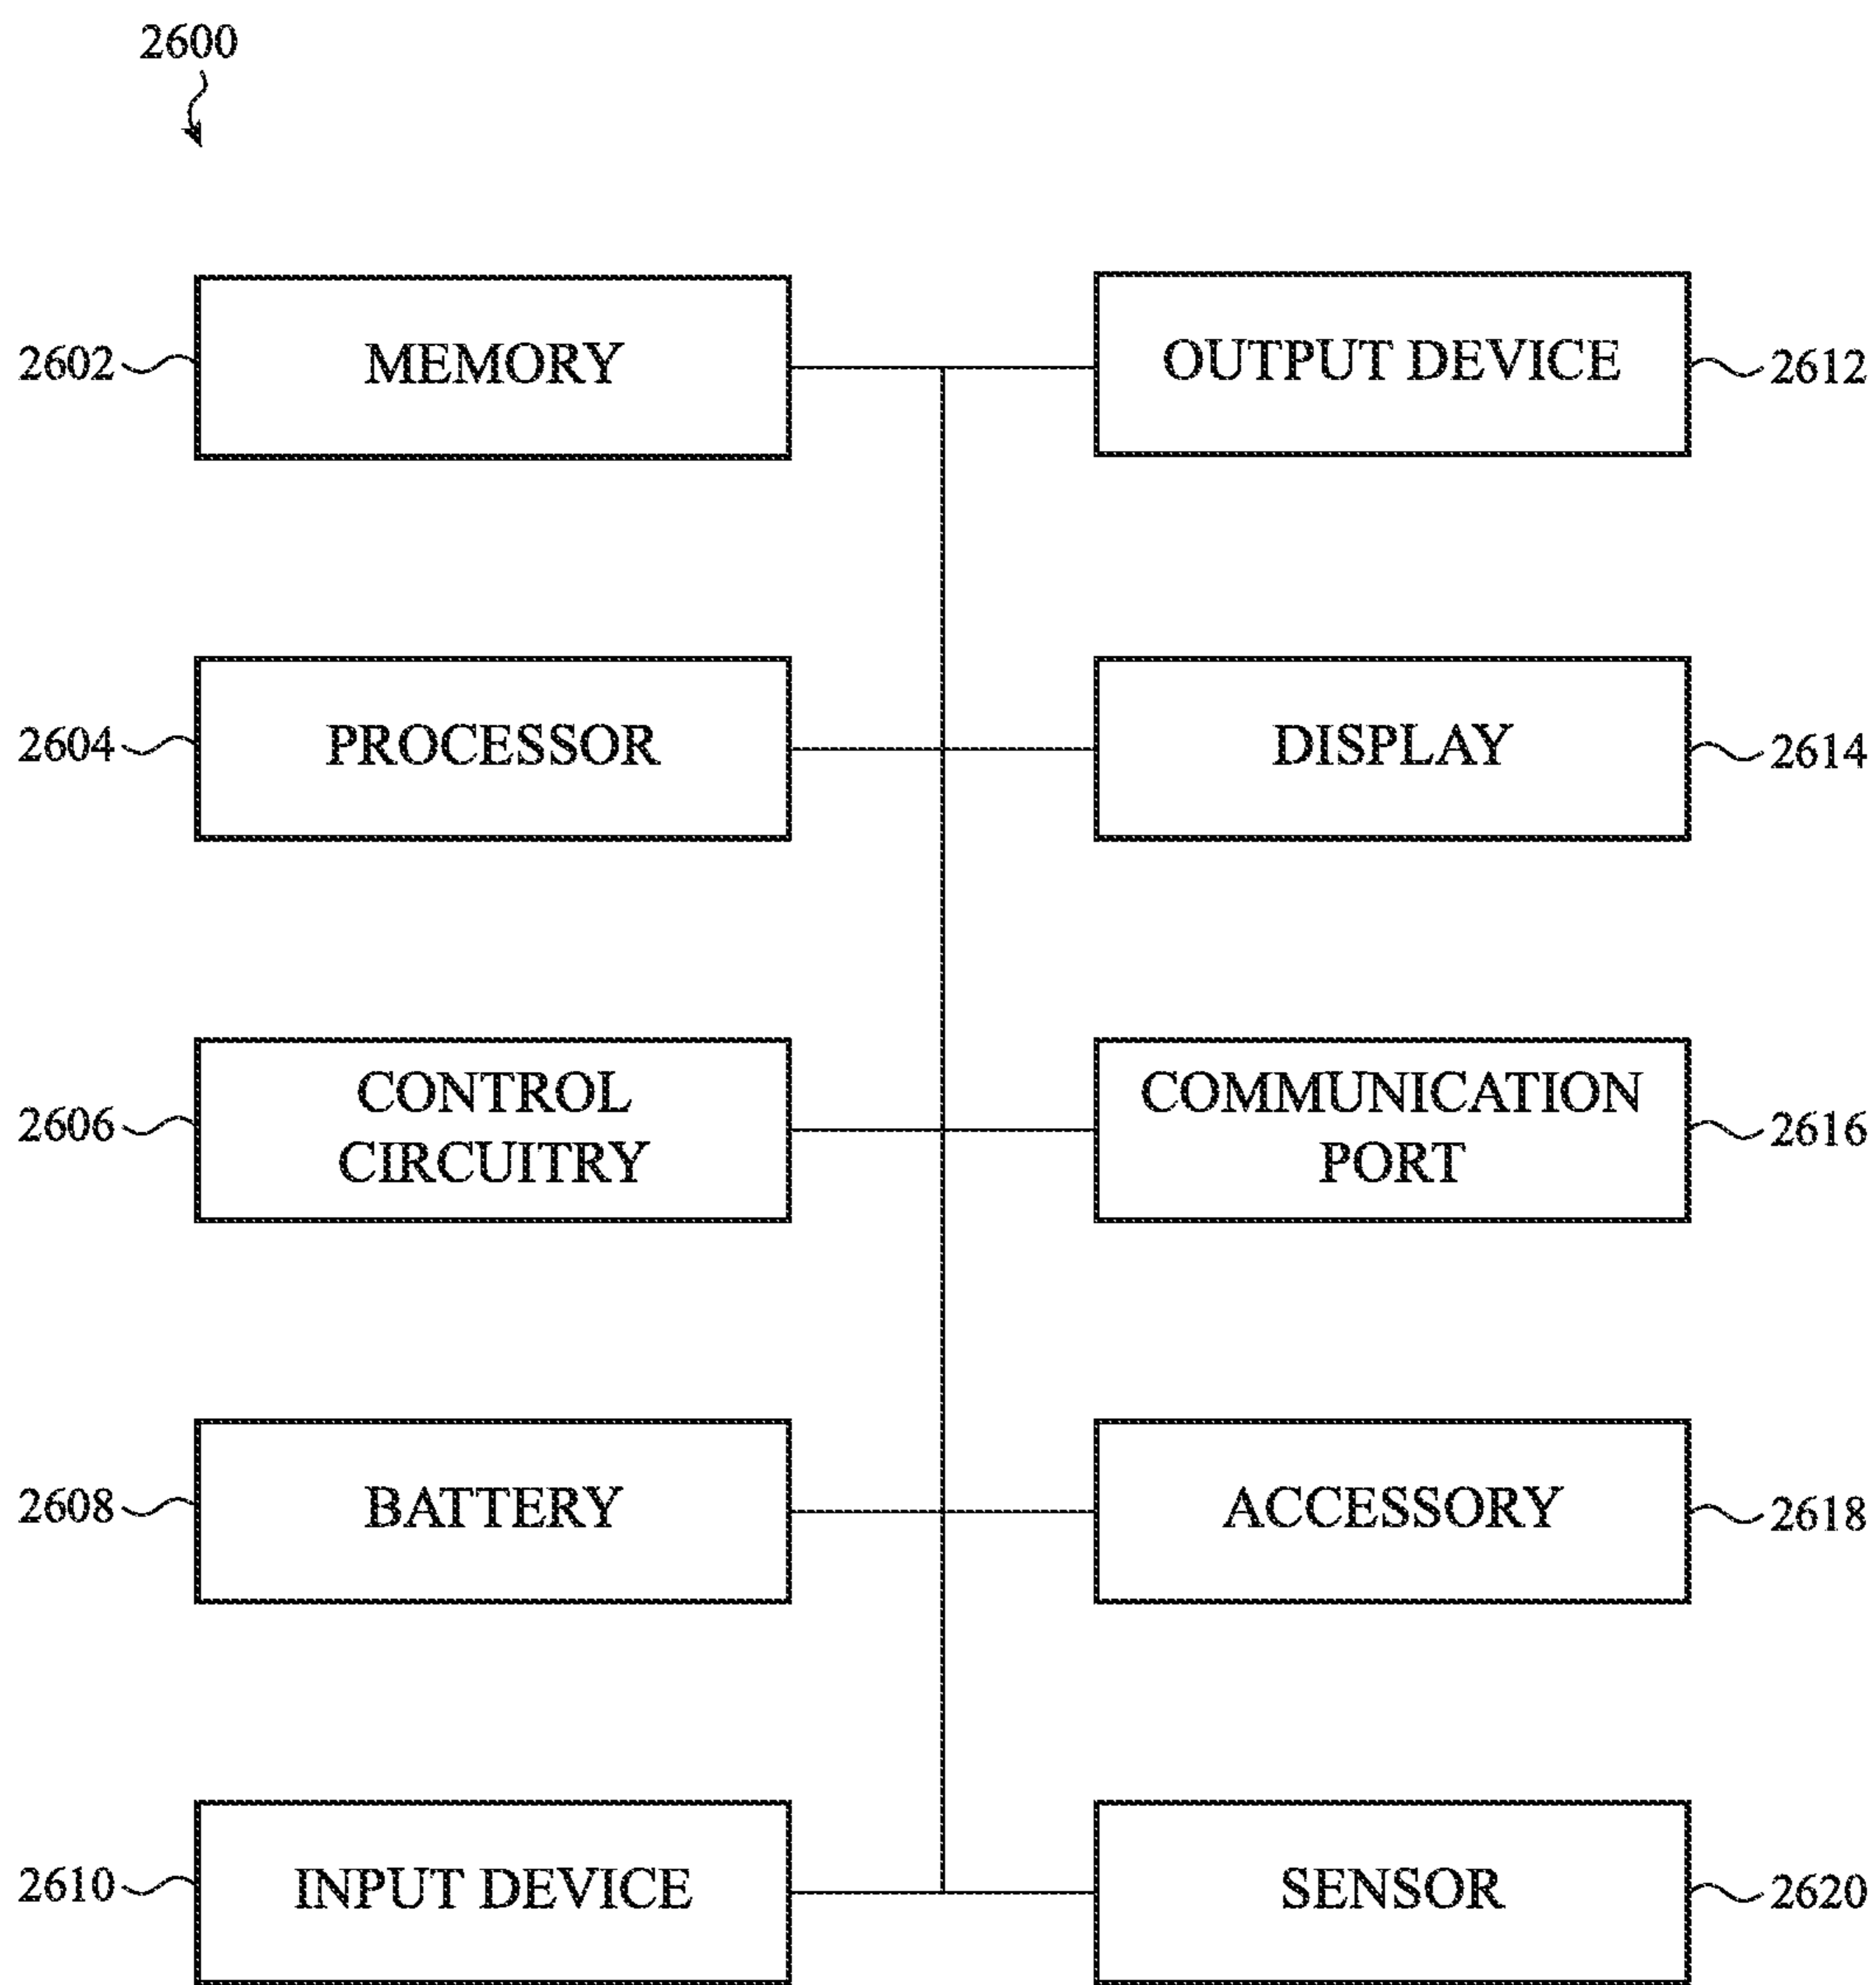 2600
2602
MEMORY
OUTPUT DEVICE
2612
2604
PROCESSOR
DISPLAY
2614
2606
CONTROL
CIRCUITRY
COMMUNICATION
PORT
2616
2608
BATTERY
ACCESSORY
2618
2610
INPUT DEVICE
SENSOR
2620